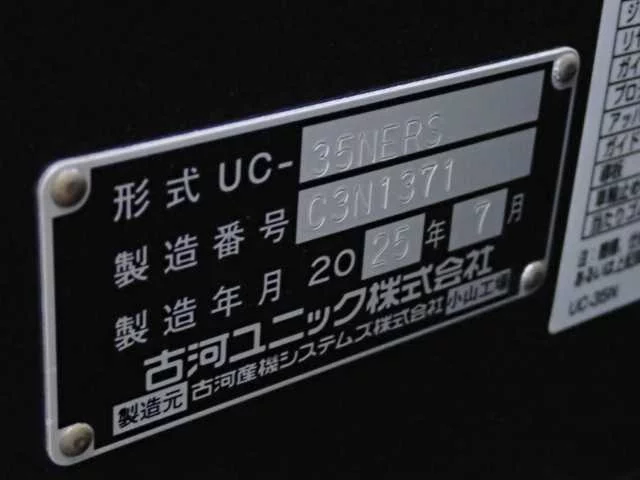 形式 UC- 35NERS
製造番号 C3N1371
製造年月 2025年 7月
古河ユニック株式会社
製造元 古河産機システムズ株式会社 小山工場
UC-35N